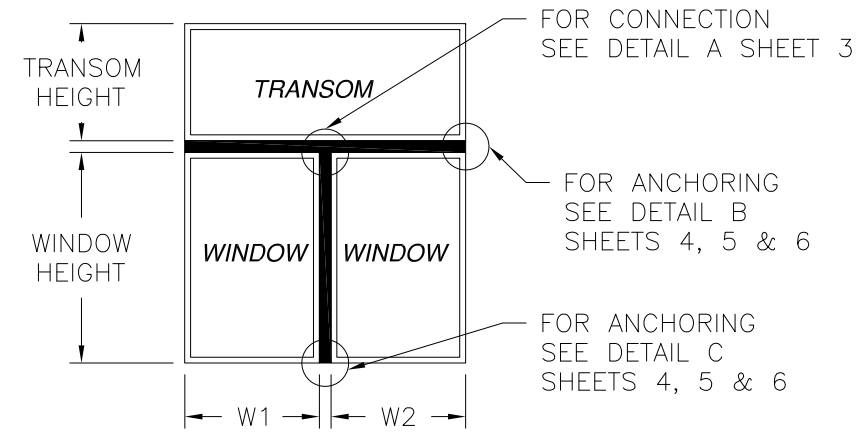 FOR CONNECTION
SEE DETAIL A SHEET 3
TRANSOM
HEIGHT
TRANSOM
FOR ANCHORING
SEE DETAIL B
SHEETS 4, 5 & 6
WINDOW
HEIGHT
WINDOW
WINDOW
FOR ANCHORING
SEE DETAIL C
SHEETS 4, 5 & 6
W1
W2